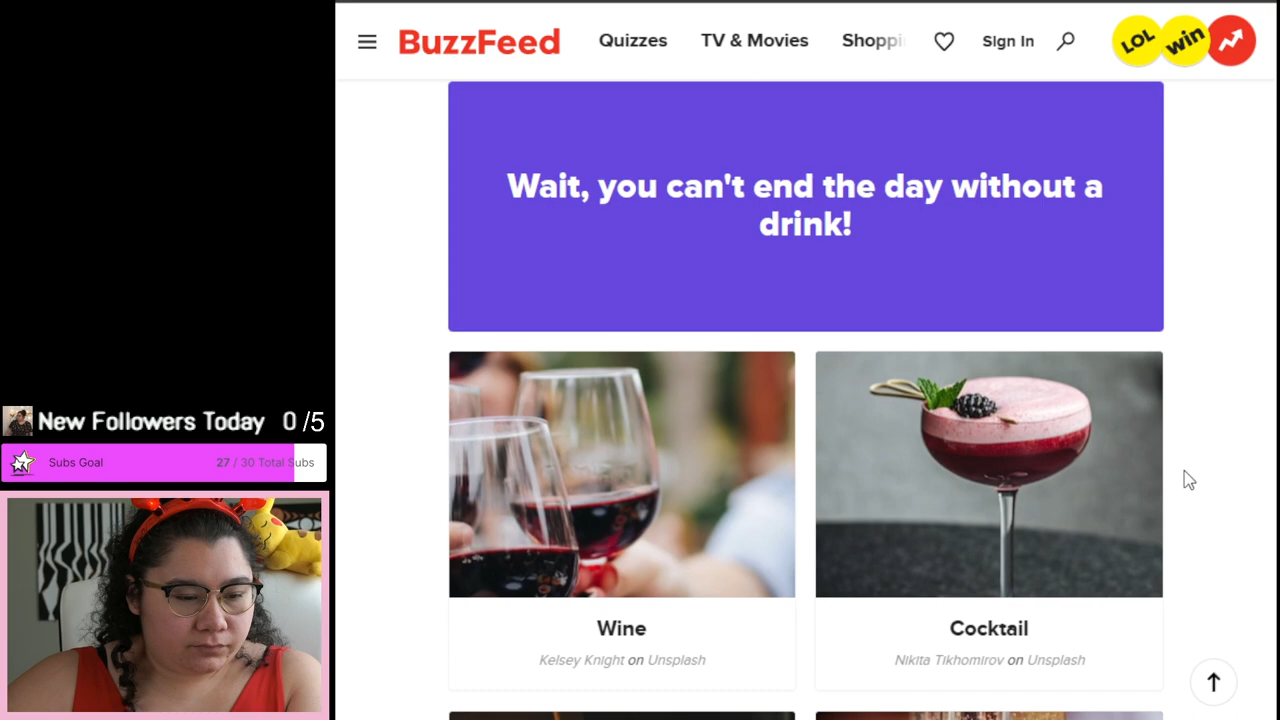 BuzzFeed
Quizzes
TV & Movies
Shoppi
Sign In
LOL
win
Wait, you can't end the day without a
drink!
New Followers Today 0 /5
Subs Goal
27 / 30 Total Subs
Wine
Cocktail
Kelsey Knight on Unsplash
Nikita Tikhomirov on Unsplash